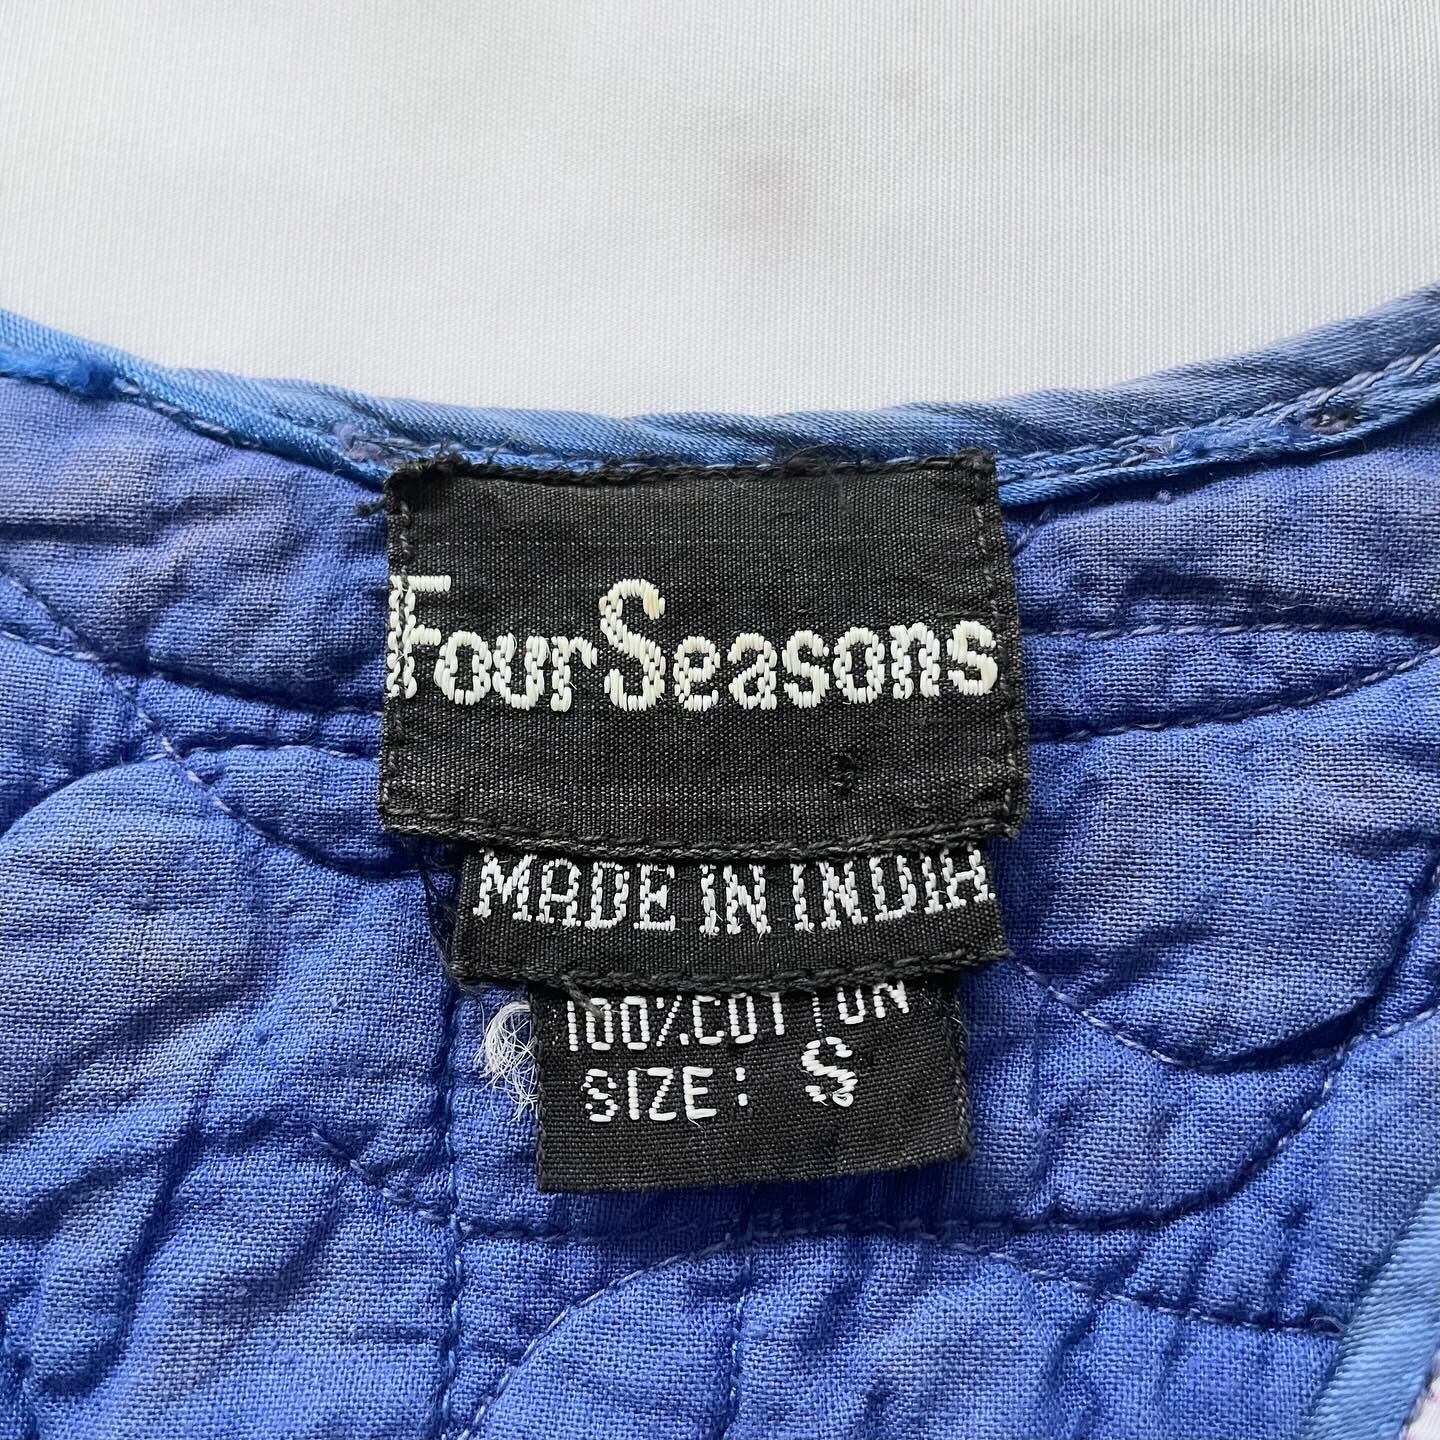 Four Seasons
MADE IN INDIA
100% COTTON
SIZE: S